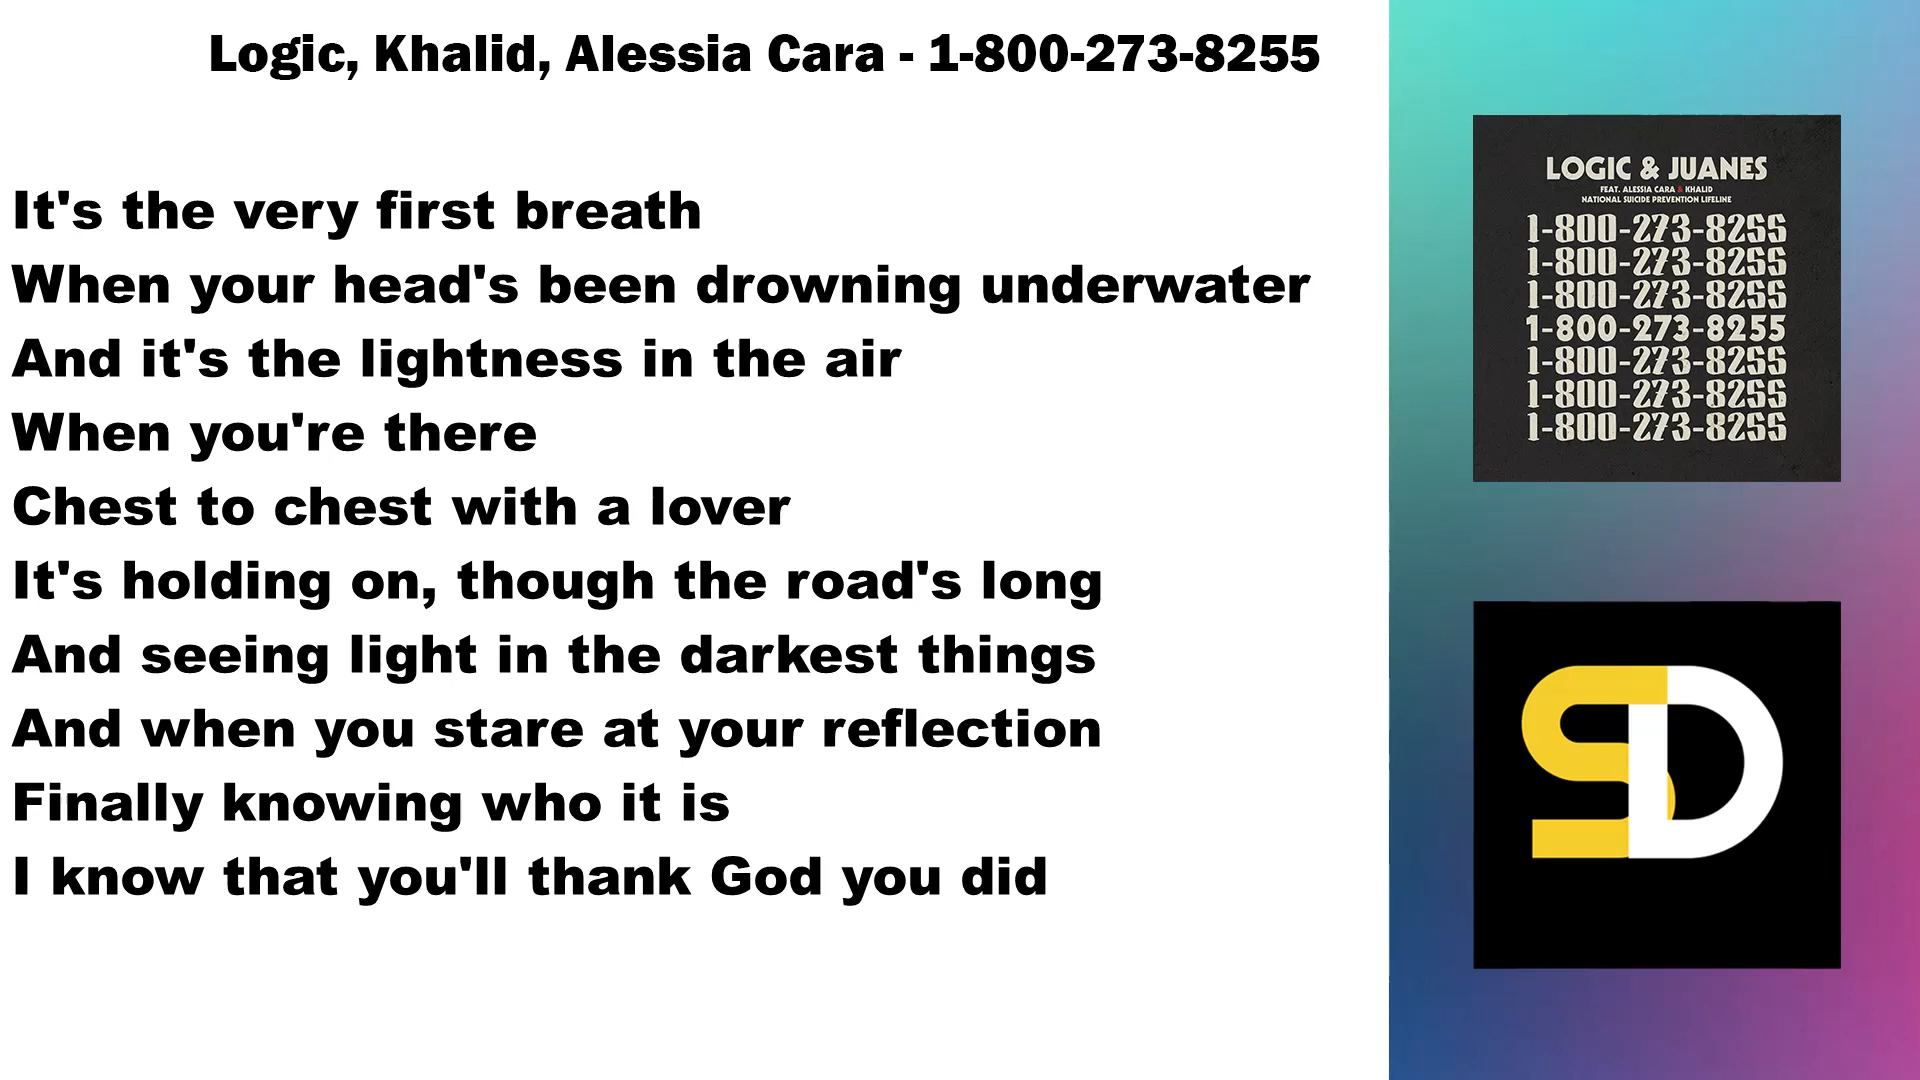 Logic, Khalid, Alessia Cara - 1-800-273-8255
It's the very first breath
When your head's been drowning underwater
And it's the lightness in the air
When you're there
Chest to chest with a lover
It's holding on, though the road's long
And seeing light in the darkest things
And when you stare at your reflection
Finally knowing who it is
I know that you'll thank God you did
LOGIC & JUANES
FEAT. ALESSIA CARA & KHALID
NATIONAL SUICIDE PREVENTION LIFELINE
1-800-273-8255
1-800-273-8255
1-800-273-8255
1-800-273-8255
1-800-273-8255
1-800-273-8255
1-800-273-8255
SD